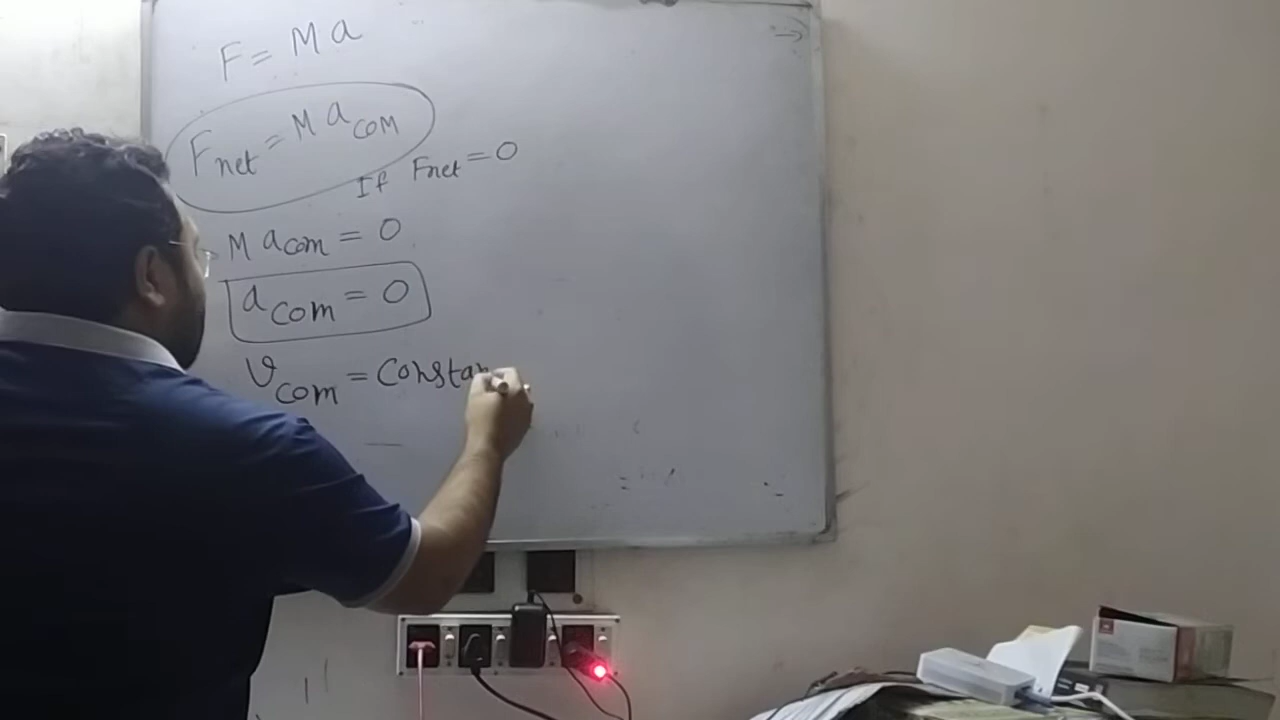 F = Ma
Fnet = M aCOM
If Fnet = 0
M acom = 0
acom = 0
vcom = Constan